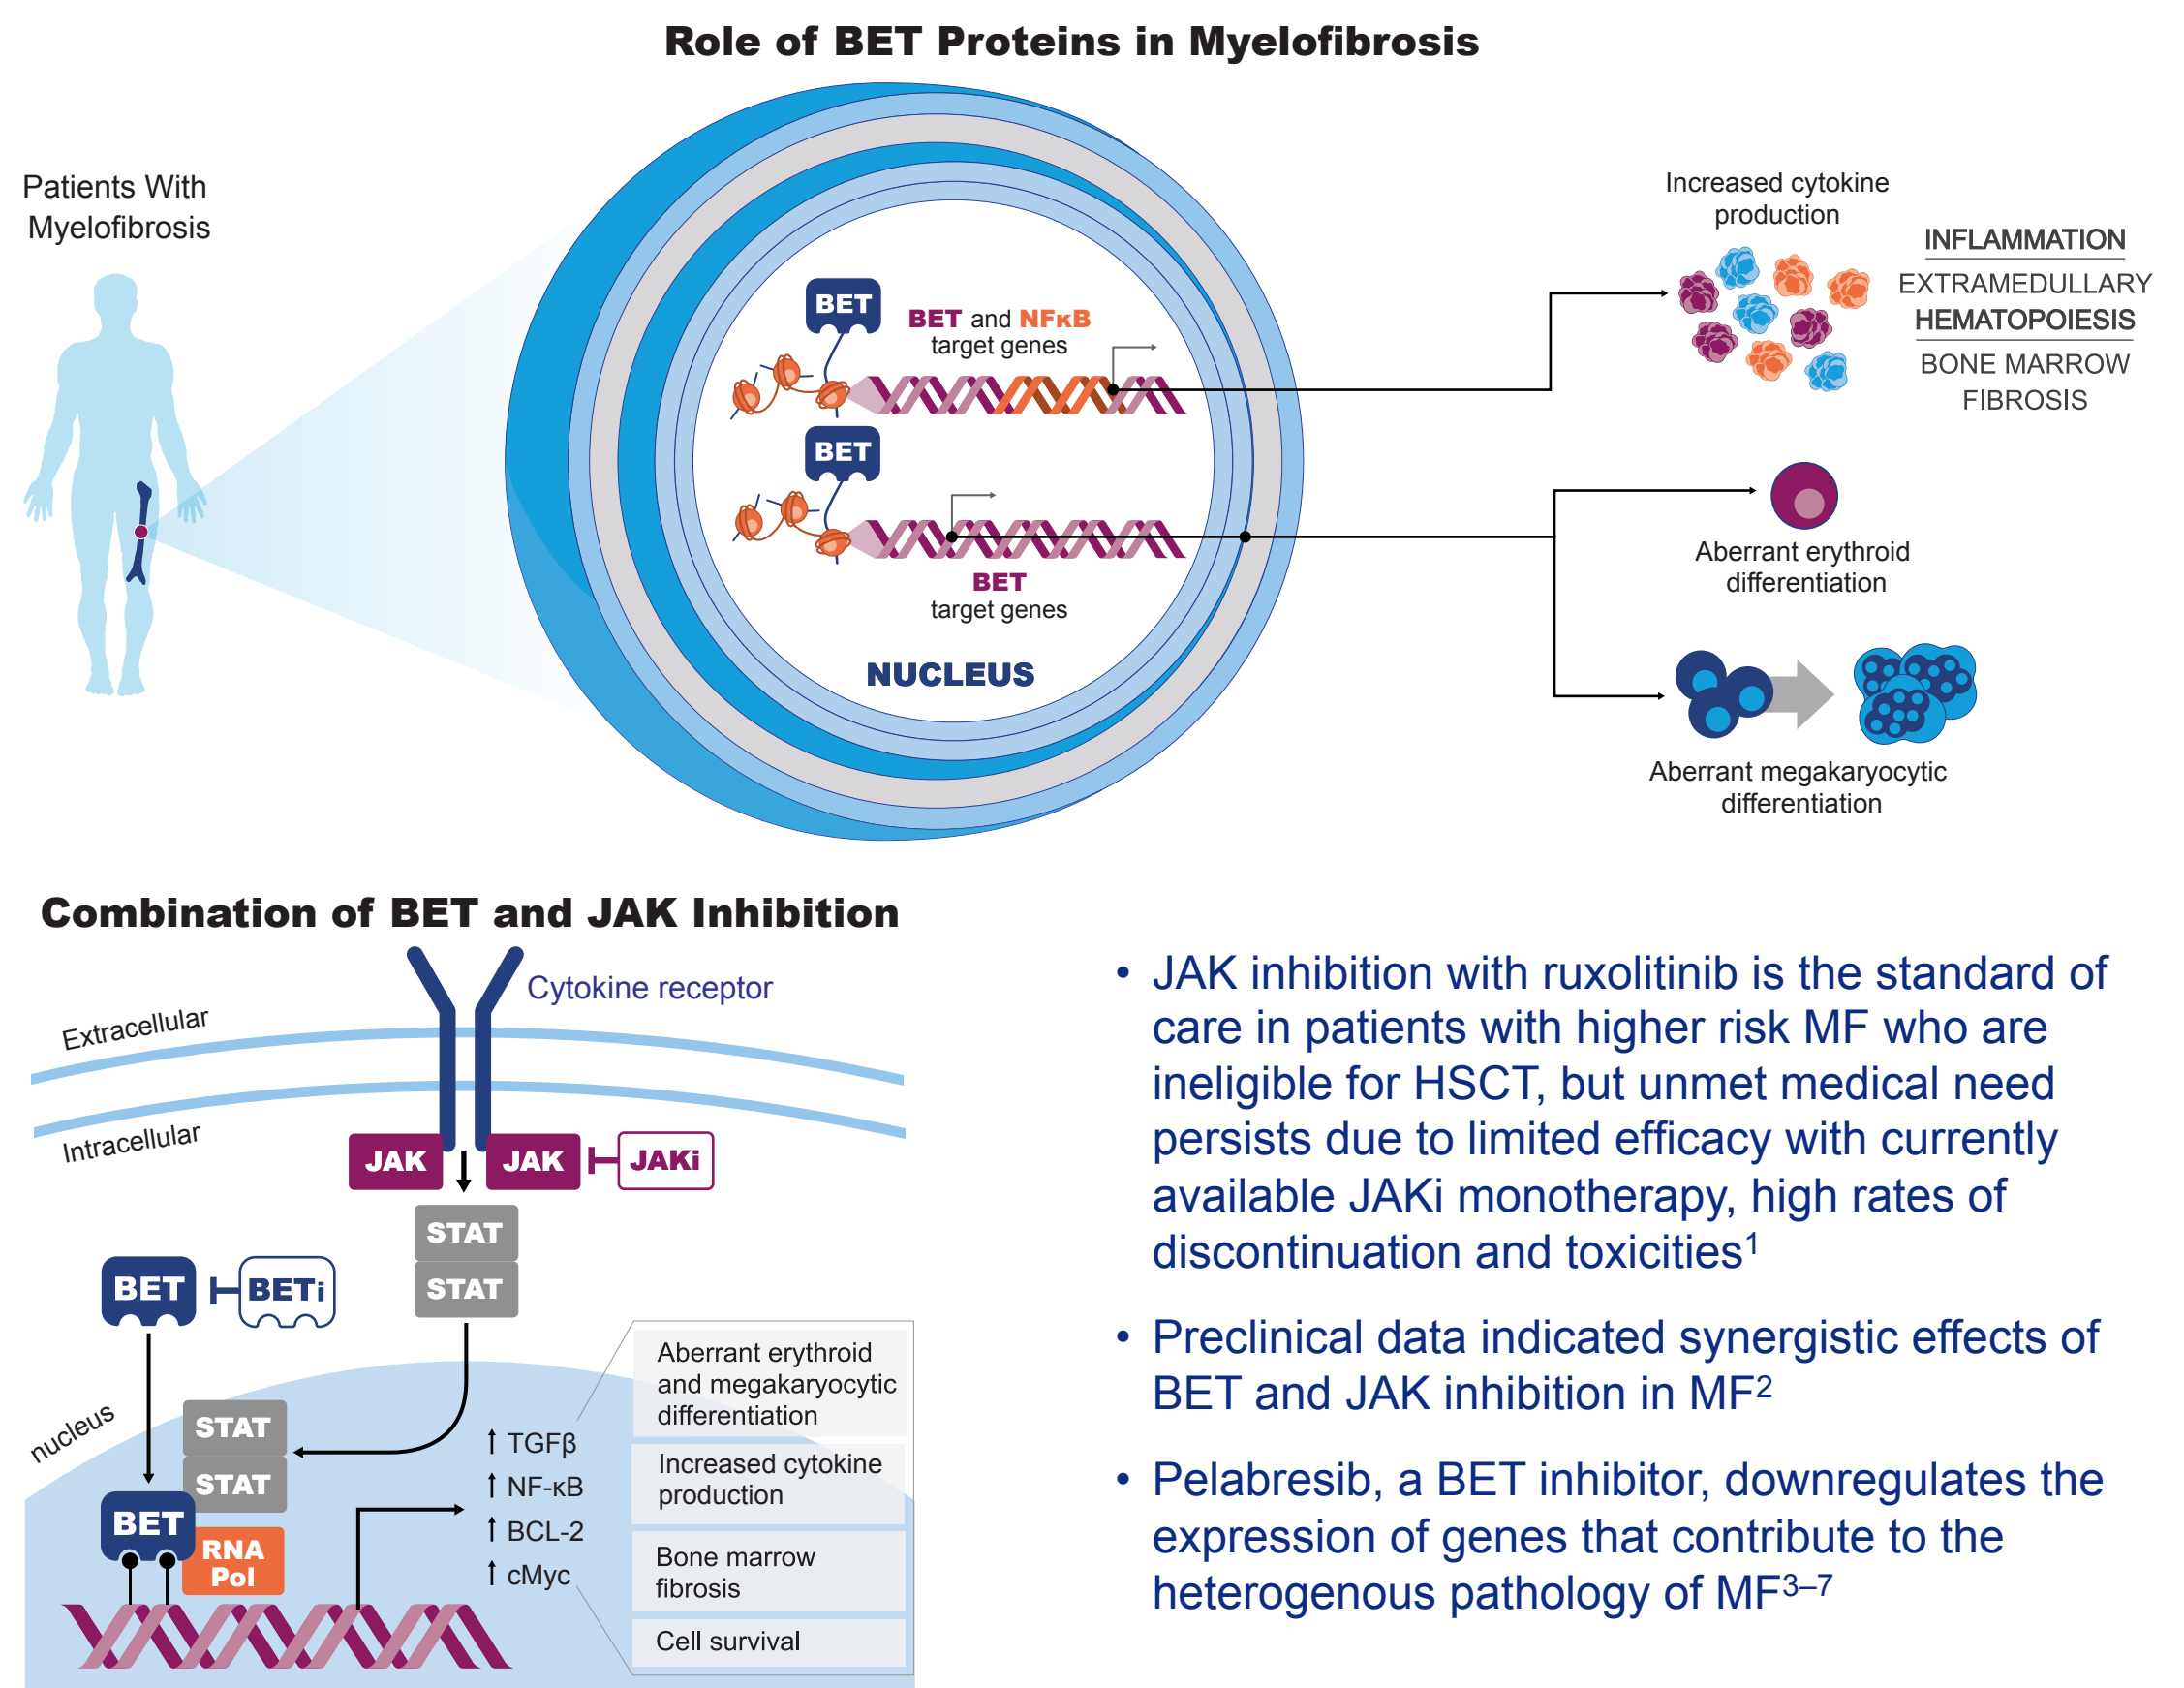 Role of BET Proteins in Myelofibrosis
Patients With
Myelofibrosis
BET
BET and NFκB
target genes
BET
BET
target genes
NUCLEUS
Increased cytokine
production
INFLAMMATION
EXTRAMEDULLARY
HEMATOPOIESIS
BONE MARROW
FIBROSIS
Aberrant erythroid
differentiation
Aberrant megakaryocytic
differentiation
Combination of BET and JAK Inhibition
Cytokine receptor
Extracellular
Intracellular
JAK
JAK
JAKi
STAT
STAT
BET
BETi
nucleus
STAT
STAT
BET
RNA
Pol
↑ TGFβ
↑ NF-κB
↑ BCL-2
↑ cMyc
Aberrant erythroid
and megakaryocytic
differentiation
Increased cytokine
production
Bone marrow
fibrosis
Cell survival
• JAK inhibition with ruxolitinib is the standard of
care in patients with higher risk MF who are
ineligible for HSCT, but unmet medical need
persists due to limited efficacy with currently
available JAKi monotherapy, high rates of
discontinuation and toxicities¹
• Preclinical data indicated synergistic effects of
BET and JAK inhibition in MF²
• Pelabresib, a BET inhibitor, downregulates the
expression of genes that contribute to the
heterogenous pathology of MF³⁻⁷